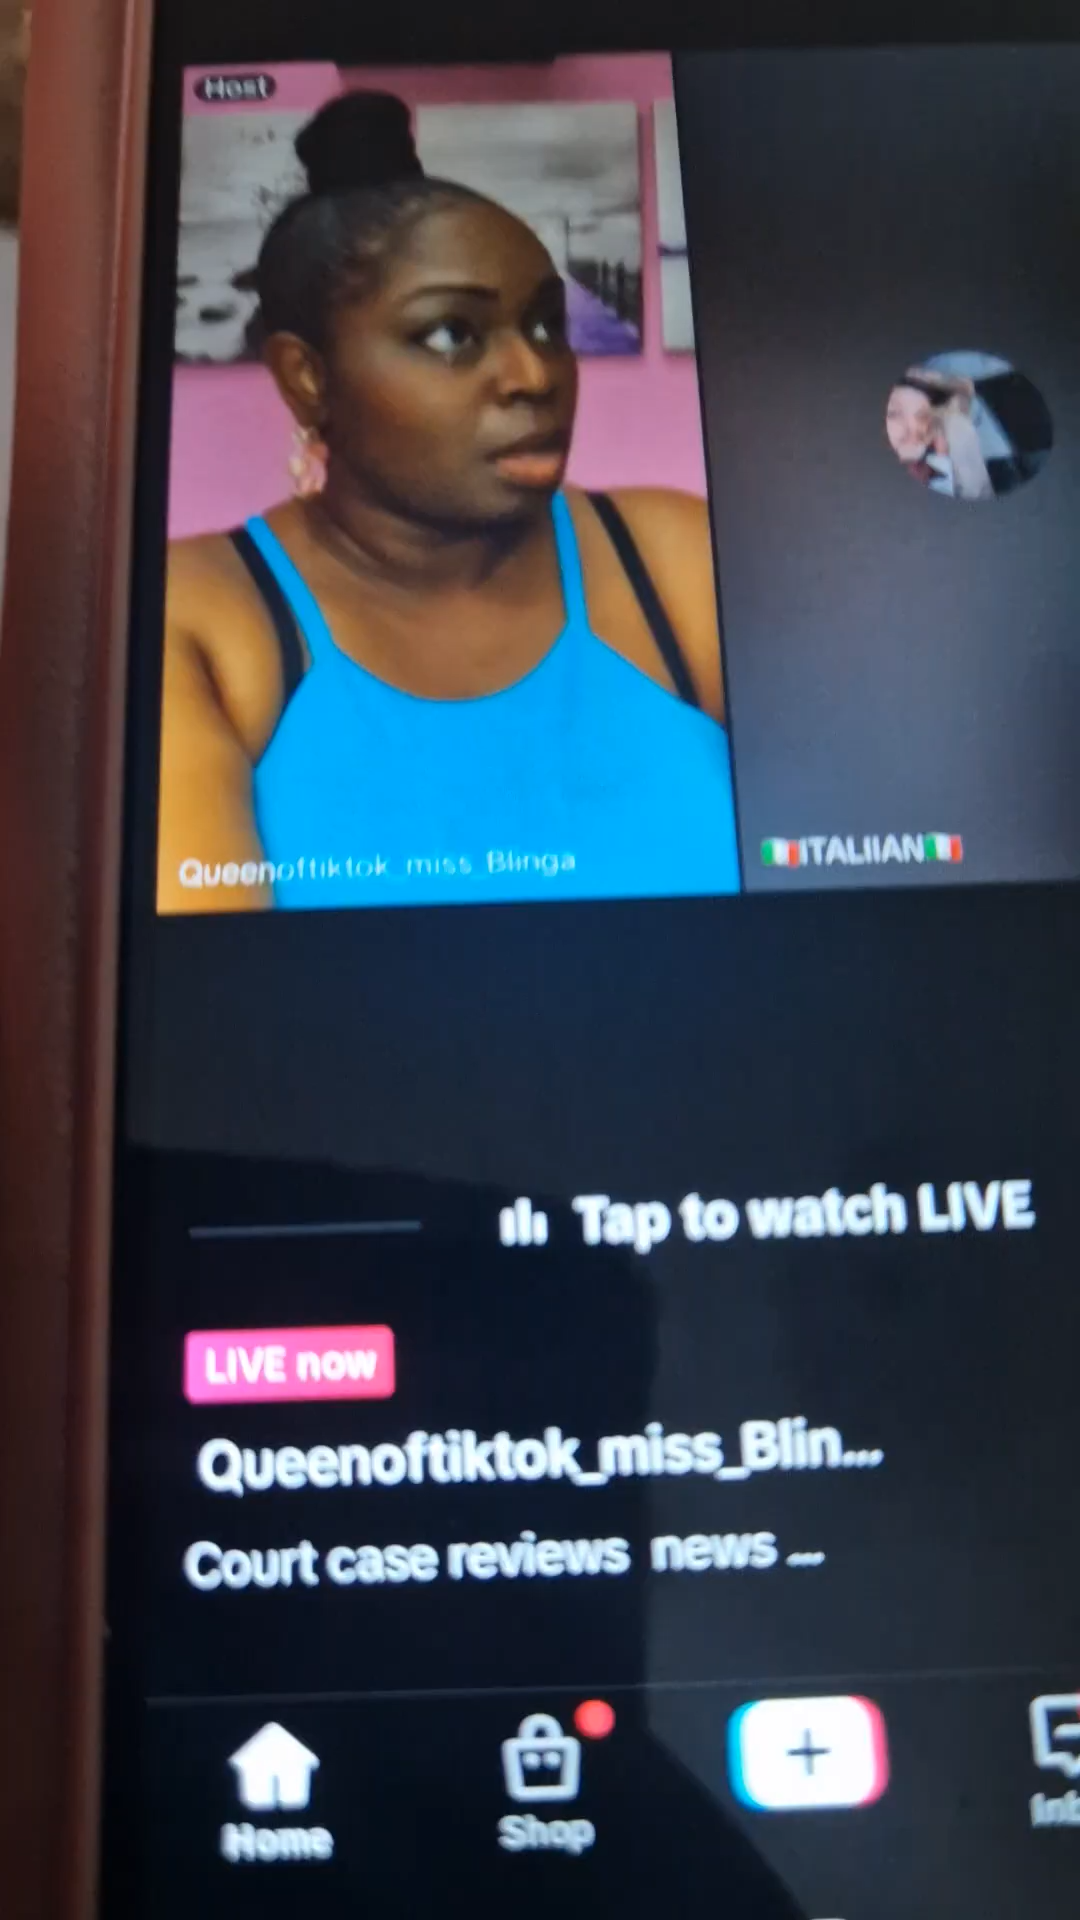 Host
Queenoftiktok_miss_Blinga
🇮🇹ITALIIAN🇮🇹
Tap to watch LIVE
LIVE now
Queenoftiktok_miss_Blin...
Court case reviews news ...
Home
Shop